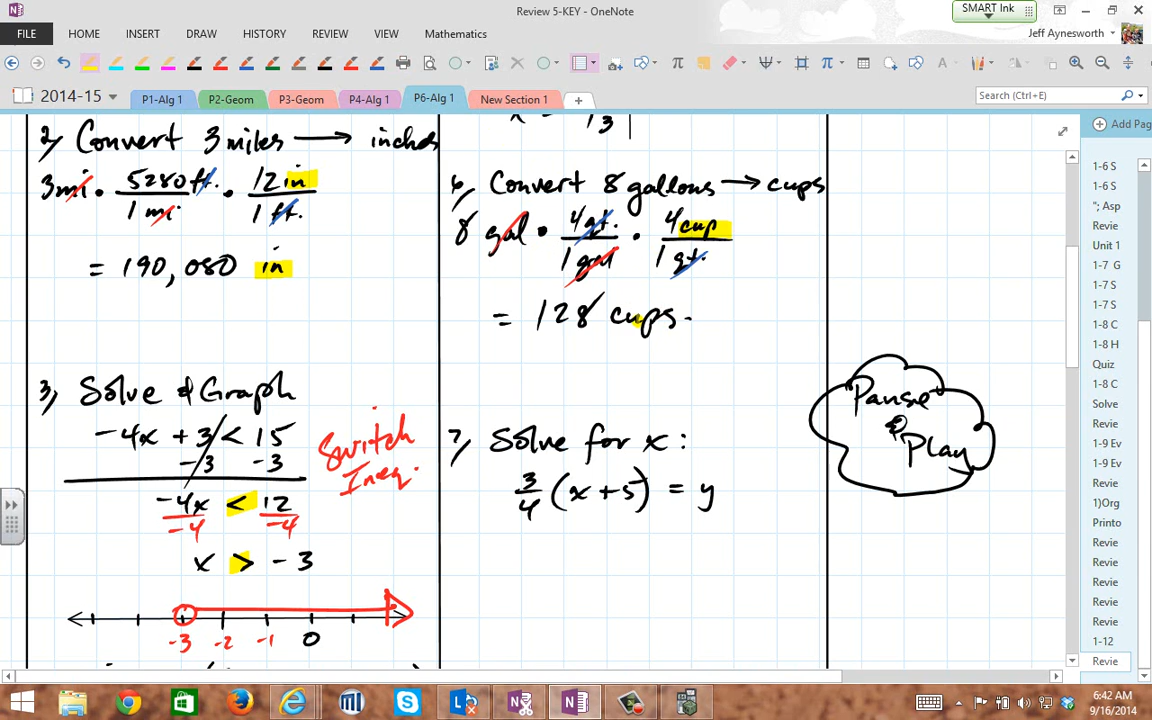 Review 5-KEY - OneNote
SMART Ink
FILE HOME INSERT DRAW HISTORY REVIEW VIEW Mathematics
Jeff Aynesworth
2014-15 P1-Alg 1 P2-Geom P3-Geom P4-Alg 1 P6-Alg 1 New Section 1
Search (Ctrl+E)
Add Pag
1-6 S
1-6 S
"; Asp
Revie
Unit 1
1-7 G
1-7 S
1-7 S
1-8 C
1-8 H
Quiz
1-8 C
Solve
Revie
1-9 Ev
Revie
1-9 Ev
1)Org
Printo
Revie
Revie
Revie
Revie
Revie
1-12
Revie
2) Convert 3 miles → inches
3mi • 5280 ft. / 1 mi • 12 in / 1 ft.
= 190,080 in
3) Solve & Graph
-4x + 3 < 15
-3 -3
-4x < 12
-4 -4
x > -3
Switch
Ineq.
-3 -2 -1 0
6) Convert 8 gallons → cups
8 gal • 4 qt. / 1 gal • 4 cup / 1 qt.
= 128 cups.
7) Solve for x:
3/4 (x + 5) = y
Pause
&
Play
6:42 AM
9/16/2014